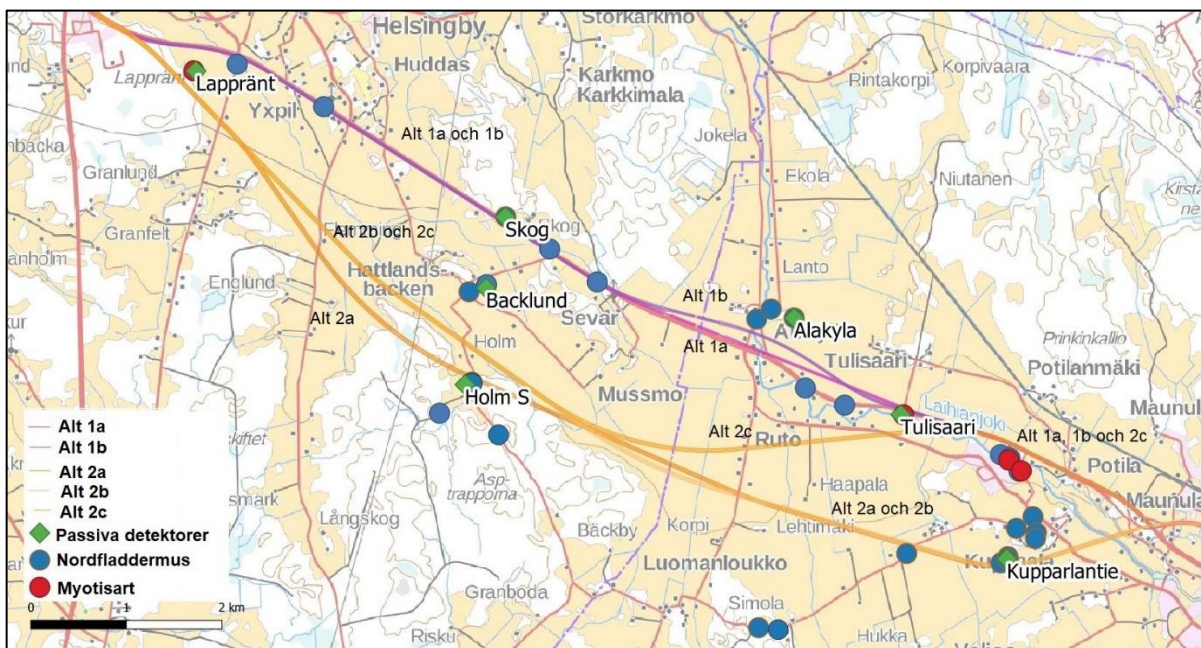 Helsingby
Storkarkmo
Huddas
Karkmo
Karkkimala
Rintakorpi
Korpivaara
Lappränt
Yxpil
Alt 1a och 1b
Jokela
Ekola
Niutanen
Granlund
Granfelt
Skog
Alt 2b och 2c
Hattlands-
backen
Lanto
Englund
Backlund
Sevar
Alt 1b
Alakyla
Prinkinkallio
Alt 2a
Holm
Alt 1a
Tulisaari
Potilanmäki
Holm S
Mussmo
Laihianjoki
Tulisaari
Alt 2c
Ruto
Alt 1a, 1b och 2c
Potila
Asp-
trapporna
Haapala
Maunula
Långskog
Bäckby
Korpi
Lehtimäki
Alt 2a och 2b
Luomanloukko
Kupparlantie
Granboda
Simola
Risku
Hukka
Alt 1a
Alt 1b
Alt 2a
Alt 2b
Alt 2c
Passiva detektorer
Nordfladdermus
Myotisart
0 1 2 km